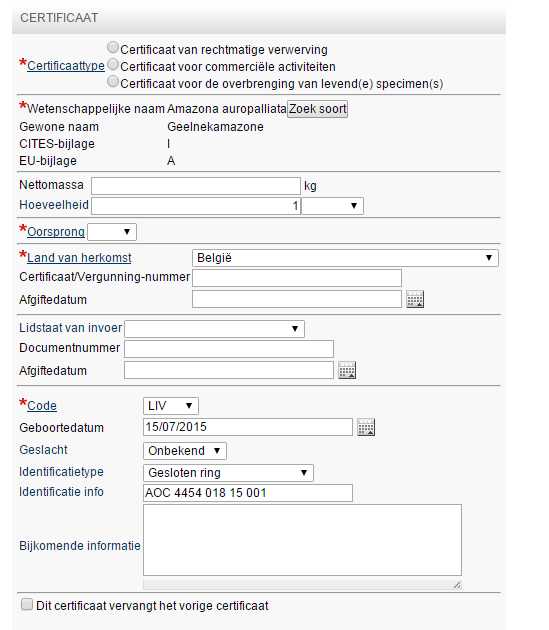 CERTIFICAAT
Certificaat van rechtmatige verwerving
*Certificaattype Certificaat voor commerciële activiteiten
Certificaat voor de overbrenging van levend(e) specimen(s)
*Wetenschappelijke naam Amazona auropalliata Zoek soort
Gewone naam Geelnekamazone
CITES-bijlage I
EU-bijlage A
Nettomassa kg
Hoeveelheid 1
*Oorsprong
*Land van herkomst België
Certificaat/Vergunning-nummer
Afgiftedatum
Lidstaat van invoer
Documentnummer
Afgiftedatum
*Code LIV
Geboortedatum 15/07/2015
Geslacht Onbekend
Identificatietype Gesloten ring
Identificatie info AOC 4454 018 15 001
Bijkomende informatie
Dit certificaat vervangt het vorige certificaat